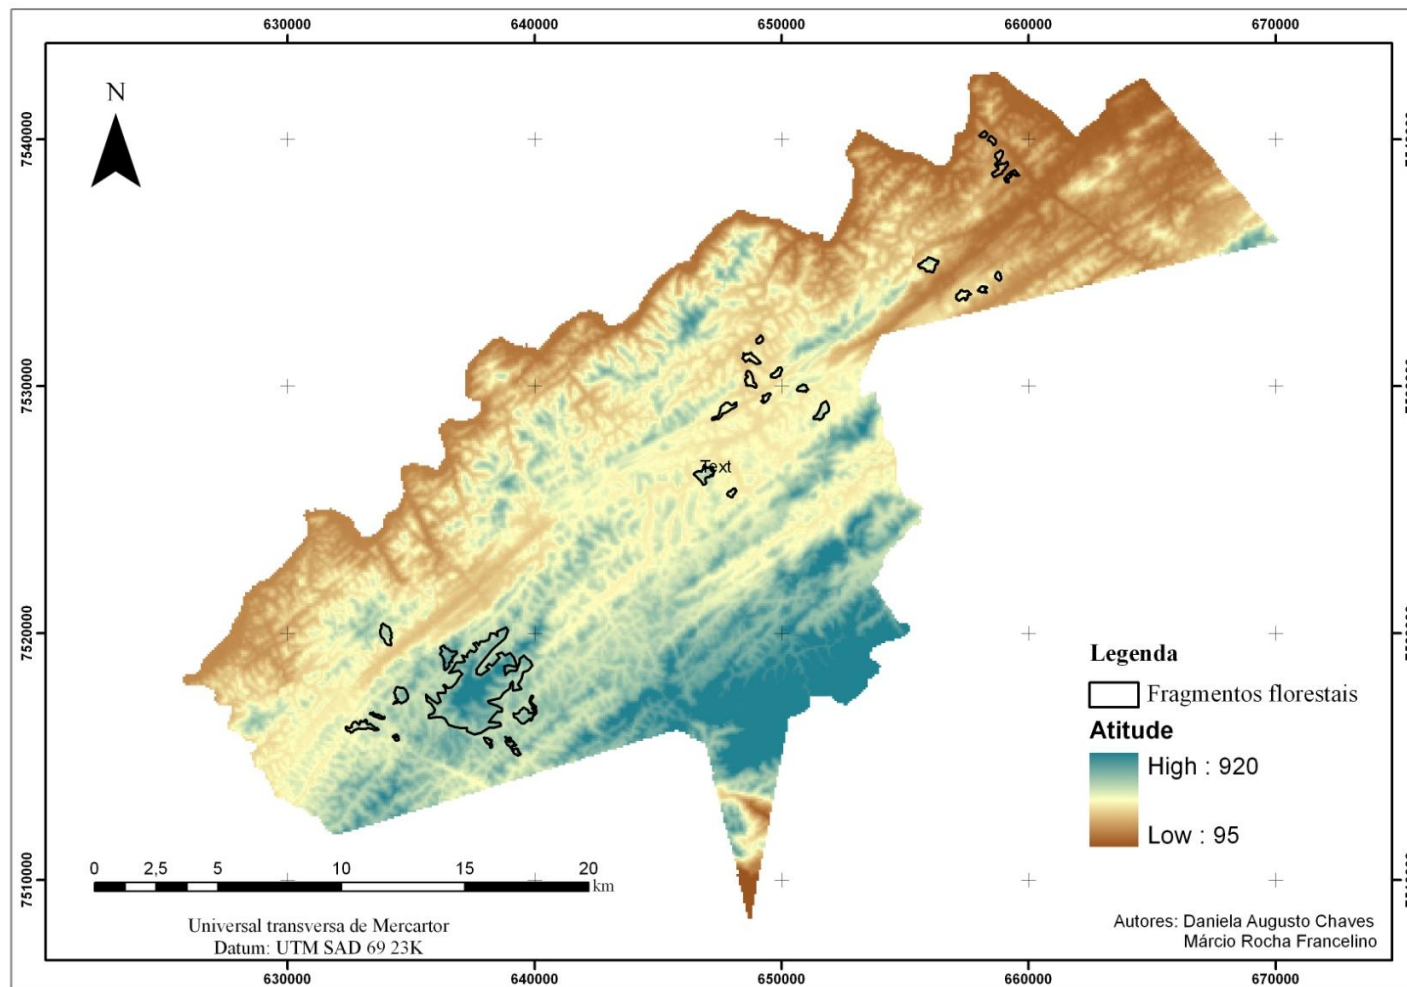 630000
640000
650000
660000
670000
N
7540000
7530000
7520000
7510000
Text
Legenda
Fragmentos florestais
Atitude
High : 920
Low : 95
0
2,5
5
10
15
20
km
Universal transversa de Mercartor
Datum: UTM SAD 69 23K
Autores: Daniela Augusto Chaves
Márcio Rocha Francelino
630000
640000
650000
660000
670000